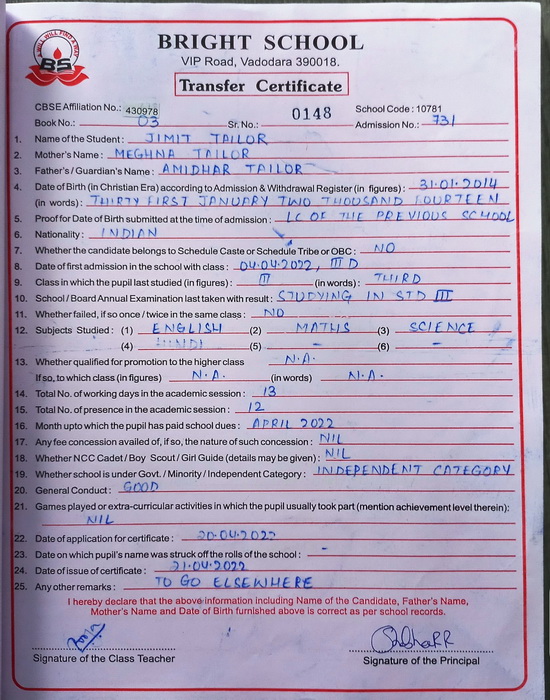 A WILL WILL FIND A WAY
BS
BRIGHT SCHOOL
VIP Road, Vadodara 390018.
Transfer Certificate
CBSE Affiliation No.: 430978 School Code : 10781
Book No.: 03 Sr. No.: 0148 Admission No.: 731
1. Name of the Student : JIMIT TAILOR
2. Mother's Name : MEGHNA TAILOR
3. Father's / Guardian's Name : AMIDHAR TAILOR
4. Date of Birth (in Christian Era) according to Admission & Withdrawal Register (in figures) : 31.01.2014
(in words) : THIRTY FIRST JANUARY TWO THOUSAND FOURTEEN
5. Proof for Date of Birth submitted at the time of admission : LC OF THE PREVIOUS SCHOOL
6. Nationality : INDIAN
7. Whether the candidate belongs to Schedule Caste or Schedule Tribe or OBC : NO
8. Date of first admission in the school with class : 04.04.2022, III D
9. Class in which the pupil last studied (in figures) : III (in words) : THIRD
10. School / Board Annual Examination last taken with result : STUDYING IN STD III
11. Whether failed, if so once / twice in the same class : NO
12. Subjects Studied : (1) ENGLISH (2) MATHS (3) SCIENCE
(4) HINDI (5) - (6) -
13. Whether qualified for promotion to the higher class N.A.
If so, to which class (in figures) N.A. (in words) N.A.
14. Total No. of working days in the academic session : 13
15. Total No. of presence in the academic session : 12
16. Month upto which the pupil has paid school dues : APRIL 2022
17. Any fee concession availed of, if so, the nature of such concession : NIL
18. Whether NCC Cadet / Boy Scout / Girl Guide (details may be given) : NIL
19. Whether school is under Govt. / Minority / Independent Category : INDEPENDENT CATEGORY
20. General Conduct : GOOD
21. Games played or extra-curricular activities in which the pupil usually took part (mention achievement level therein) :
NIL
22. Date of application for certificate : 20.04.2022
23. Date on which pupil's name was struck off the rolls of the school : -
24. Date of issue of certificate : 21.04.2022
25. Any other remarks : TO GO ELSEWHERE
I hereby declare that the above information including Name of the Candidate, Father's Name,
Mother's Name and Date of Birth furnished above is correct as per school records.
Signature of the Class Teacher Signature of the Principal